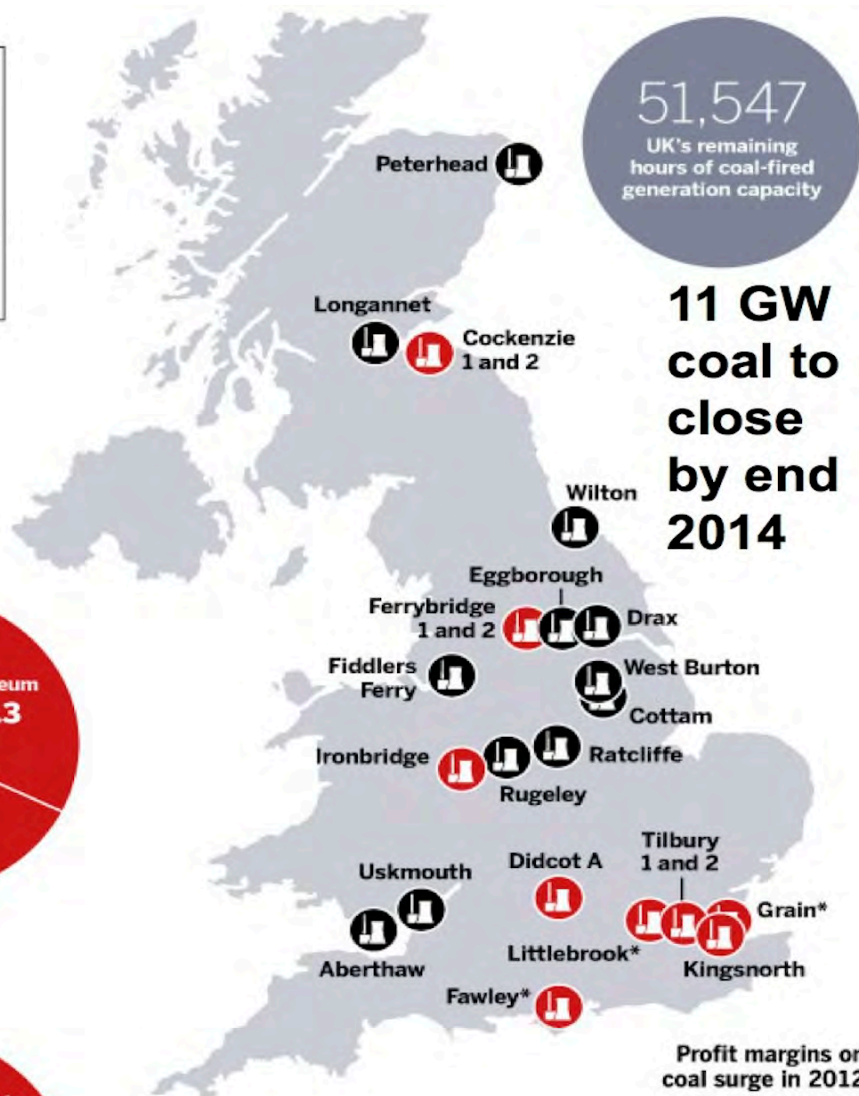 51,547
UK's remaining
hours of coal-fired
generation capacity
Peterhead
11 GW
coal to
close
by end
2014
Longannet
Cockenzie
1 and 2
Wilton
Eggborough
Ferrybridge
1 and 2
Drax
Fiddlers
Ferry
West Burton
Cottam
Ironbridge
Ratcliffe
Rugeley
Tilbury
1 and 2
Didcot A
Uskmouth
Grain*
Littlebrook*
Kingsnorth
Aberthaw
Fawley*
Profit margins
coal surge in 2012